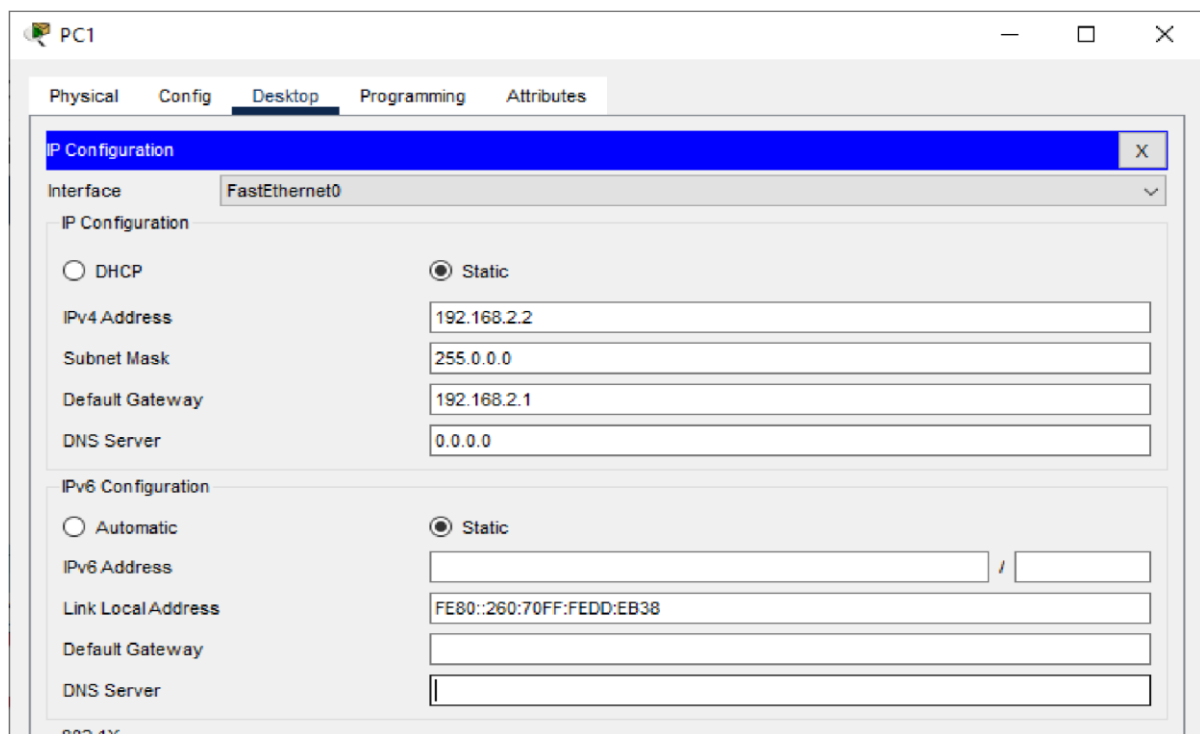 PC1
Physical Config Desktop Programming Attributes
IP Configuration X
Interface FastEthernet0
IP Configuration
DHCP Static
IPv4 Address 192.168.2.2
Subnet Mask 255.0.0.0
Default Gateway 192.168.2.1
DNS Server 0.0.0.0
IPv6 Configuration
Automatic Static
IPv6 Address /
Link Local Address FE80::260:70FF:FEDD:EB38
Default Gateway
DNS Server
802.1X